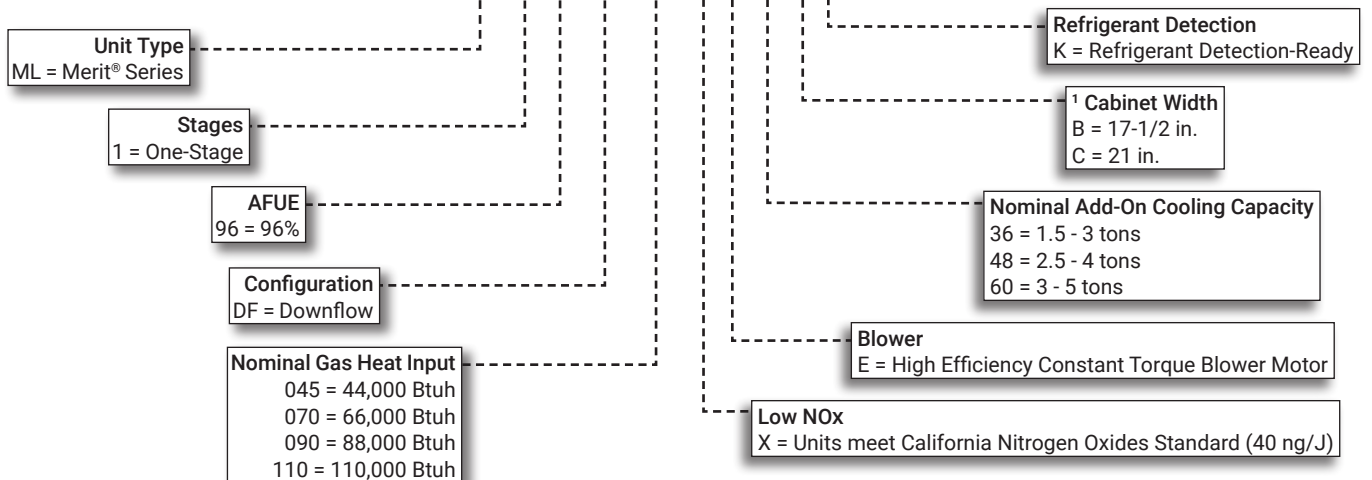 Unit Type
ML = Merit® Series
Stages
1 = One-Stage
AFUE
96 = 96%
Configuration
DF = Downflow
Nominal Gas Heat Input
045 = 44,000 Btuh
070 = 66,000 Btuh
090 = 88,000 Btuh
110 = 110,000 Btuh
Refrigerant Detection
K = Refrigerant Detection-Ready
¹ Cabinet Width
B = 17-1/2 in.
C = 21 in.
Nominal Add-On Cooling Capacity
36 = 1.5 - 3 tons
48 = 2.5 - 4 tons
60 = 3 - 5 tons
Blower
E = High Efficiency Constant Torque Blower Motor
Low NOx
X = Units meet California Nitrogen Oxides Standard (40 ng/J)